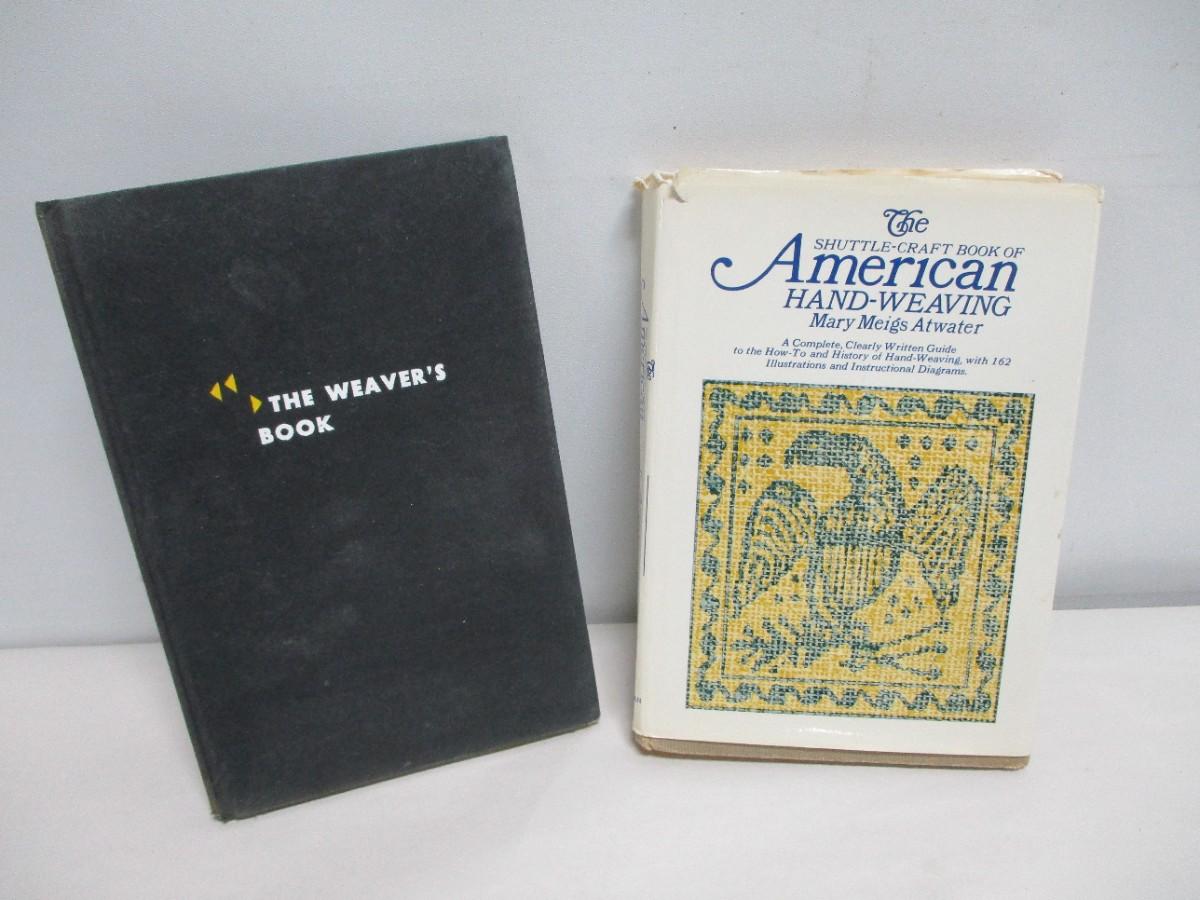 THE WEAVER'S
BOOK
The
SHUTTLE-CRAFT BOOK OF
American
HAND-WEAVING
Mary Meigs Atwater
A Complete, Clearly Written Guide
to the How-To and History of Hand-Weaving, with 162
Illustrations and Instructional Diagrams.